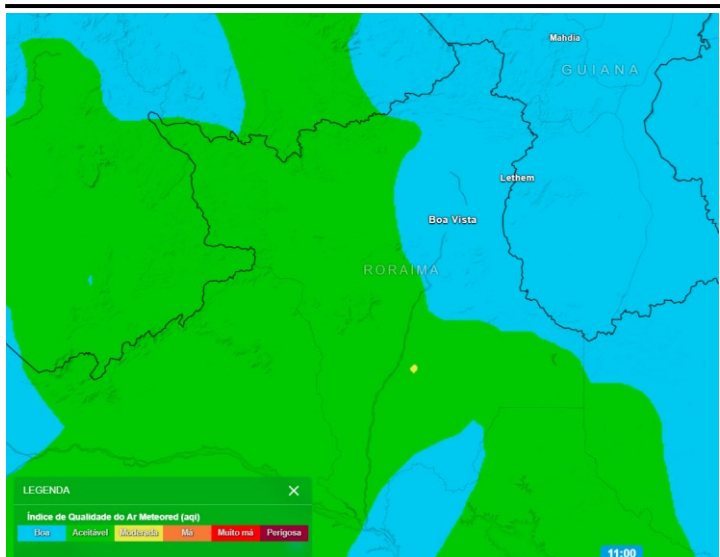 Mahdia
GUIANA
Lethem
Boa Vista
RORAIMA
LEGENDA
Índice de Qualidade do Ar Meteored (aqi)
Boa Aceitável Moderada Má Muito má Perigosa
11:00